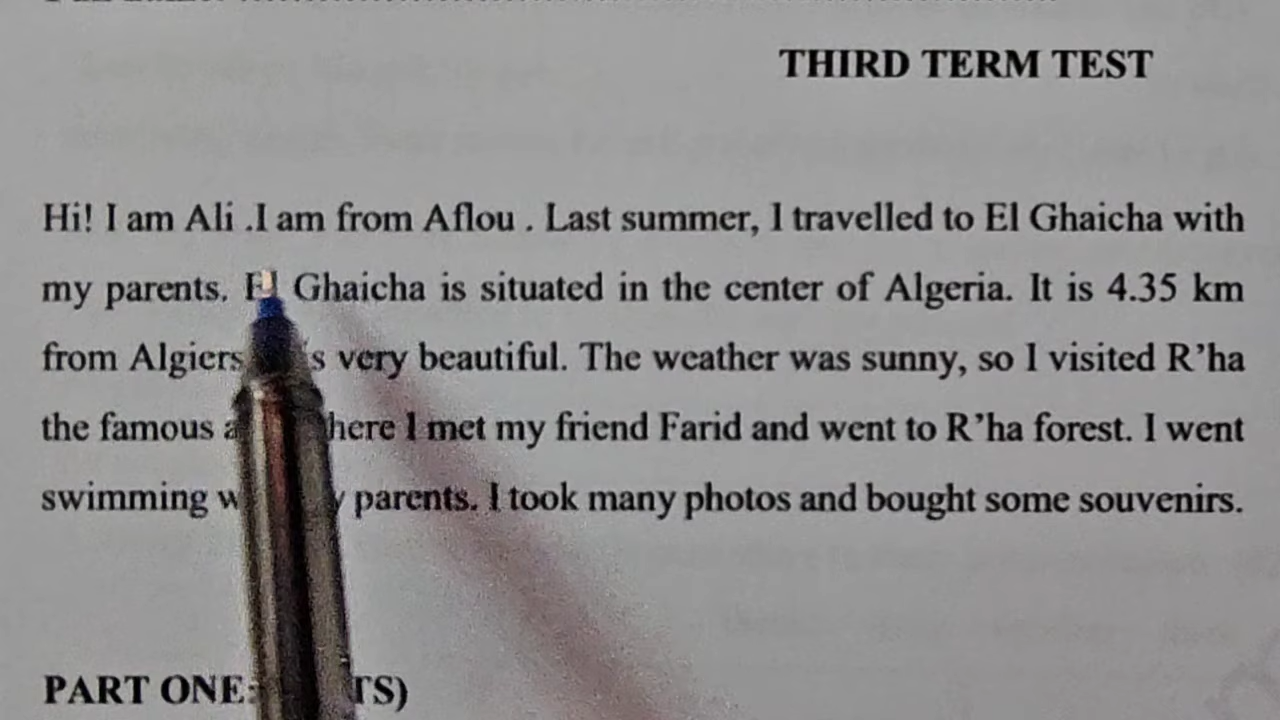 THIRD TERM TEST
Hi! I am Ali .I am from Aflou . Last summer, I travelled to El Ghaicha with
my parents. El Ghaicha is situated in the center of Algeria. It is 4.35 km
from Algiers very beautiful. The weather was sunny, so I visited R’ha
the famous I met my friend Farid and went to R’ha forest. I went
swimming parents. I took many photos and bought some souvenirs.
PART ONE: